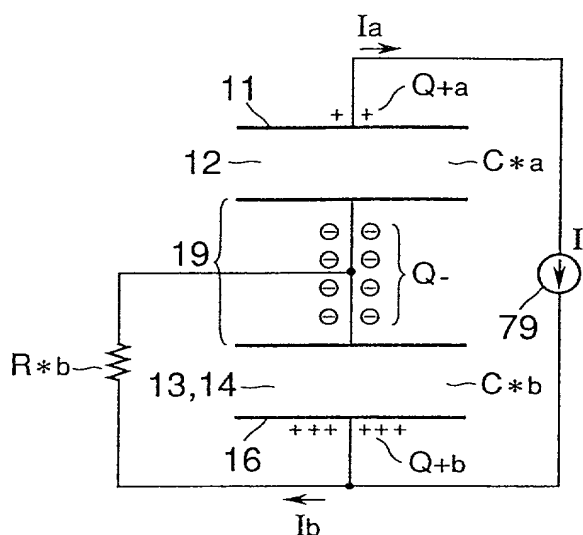 Ia
11
+ +
Q+a
12
C*a
19
⊖ ⊖
⊖ ⊖
⊖ ⊖
⊖ ⊖
Q-
I
79
R*b
13,14
C*b
16
+++ +++
Q+b
Ib